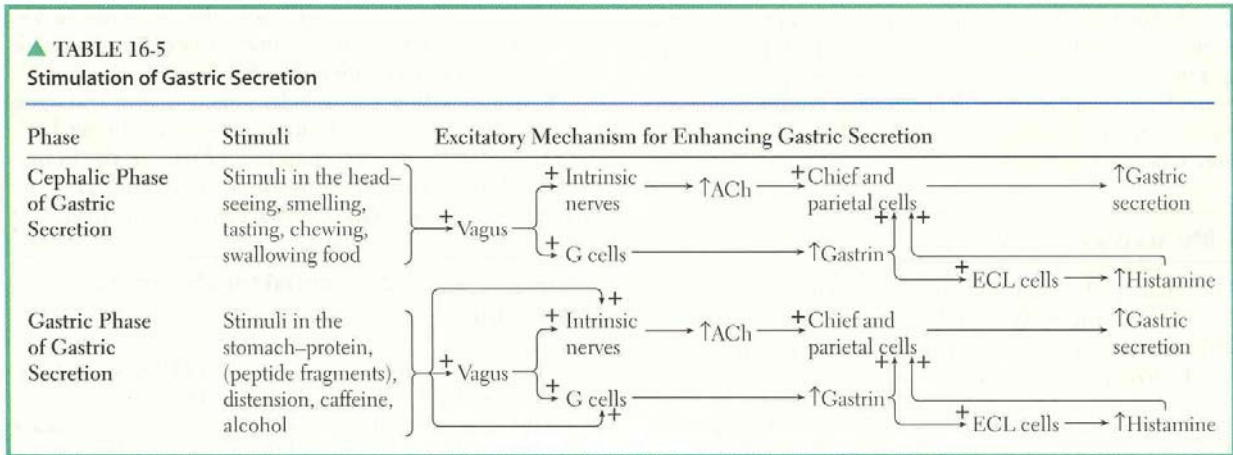 ▲ TABLE 16-5
Stimulation of Gastric Secretion
Phase Stimuli Excitatory Mechanism for Enhancing Gastric Secretion
Cephalic Phase of Gastric Secretion
Stimuli in the head–
seeing, smelling,
tasting, chewing,
swallowing food
+ Vagus
+ Intrinsic
nerves
↑ACh
+ Chief and
parietal cells
++
↑Gastric
secretion
+ G cells
↑Gastrin
+ ECL cells
↑Histamine
Gastric Phase
of Gastric
Secretion
Stimuli in the
stomach–protein,
(peptide fragments),
distension, caffeine,
alcohol
+ Vagus
+
+ Intrinsic
nerves
↑ACh
+ Chief and
parietal cells
++
↑Gastric
secretion
+ G cells
+
↑Gastrin
+ ECL cells
↑Histamine